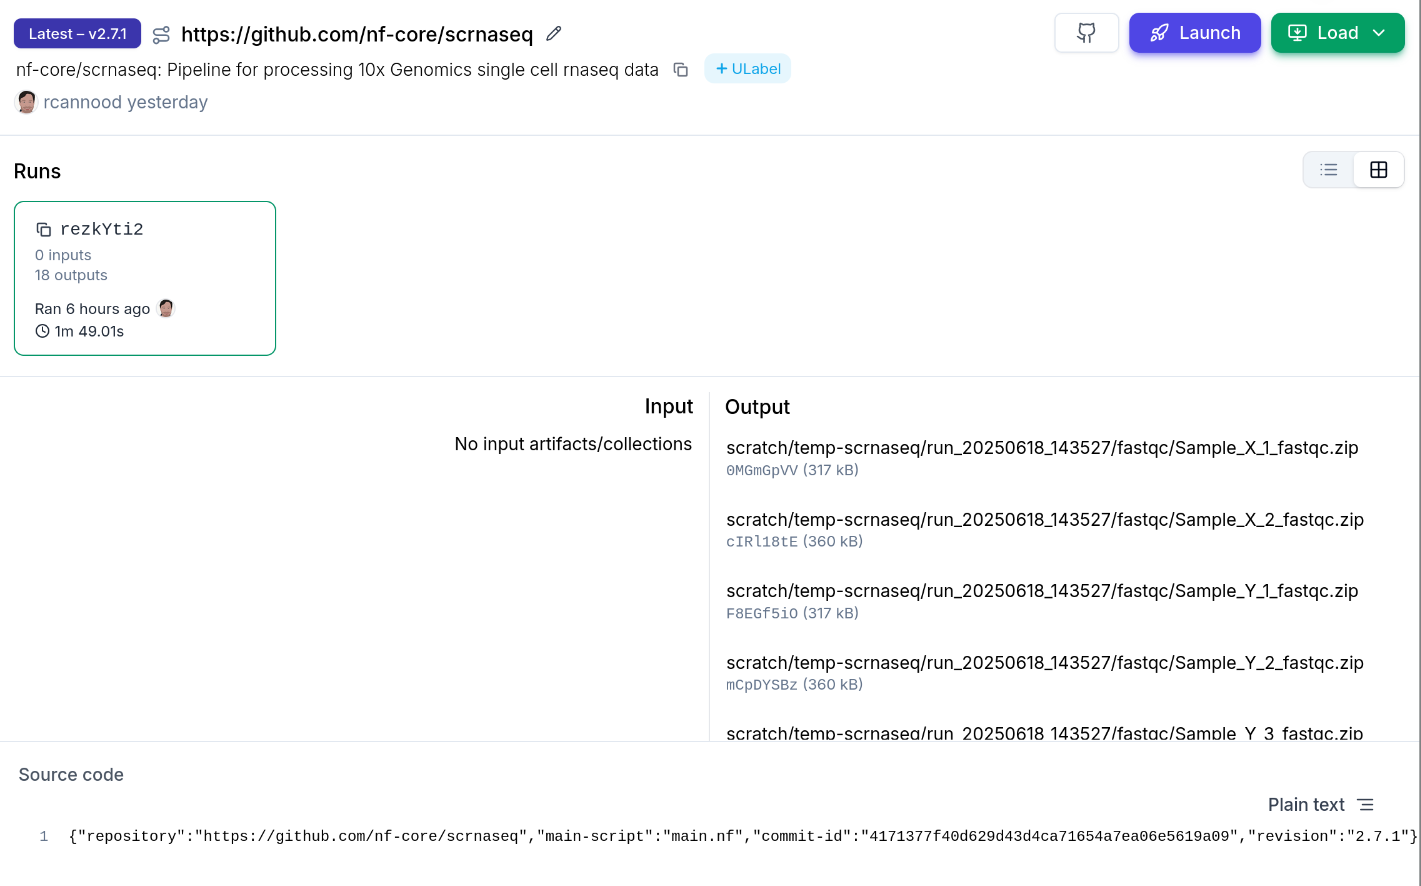 Latest – v2.7.1 https://github.com/nf-core/scrnaseq
Launch
Load
nf-core/scrnaseq: Pipeline for processing 10x Genomics single cell rnaseq data + ULabel
rcannood yesterday
Runs
rezkYti2
0 inputs
18 outputs
Ran 6 hours ago
1m 49.01s
Input
No input artifacts/collections
Output
scratch/temp-scrnaseq/run_20250618_143527/fastqc/Sample_X_1_fastqc.zip
0MGmGpVV (317 kB)
scratch/temp-scrnaseq/run_20250618_143527/fastqc/Sample_X_2_fastqc.zip
cIRl18tE (360 kB)
scratch/temp-scrnaseq/run_20250618_143527/fastqc/Sample_Y_1_fastqc.zip
F8EGf5iO (317 kB)
scratch/temp-scrnaseq/run_20250618_143527/fastqc/Sample_Y_2_fastqc.zip
mCpDYSBz (360 kB)
scratch/temp-scrnaseq/run_20250618_143527/fastqc/Sample_Y_3_fastqc.zip
Source code
Plain text
1 {"repository":"https://github.com/nf-core/scrnaseq","main-script":"main.nf","commit-id":"4171377f40d629d43d4ca71654a7ea06e5619a09","revision":"2.7.1"}